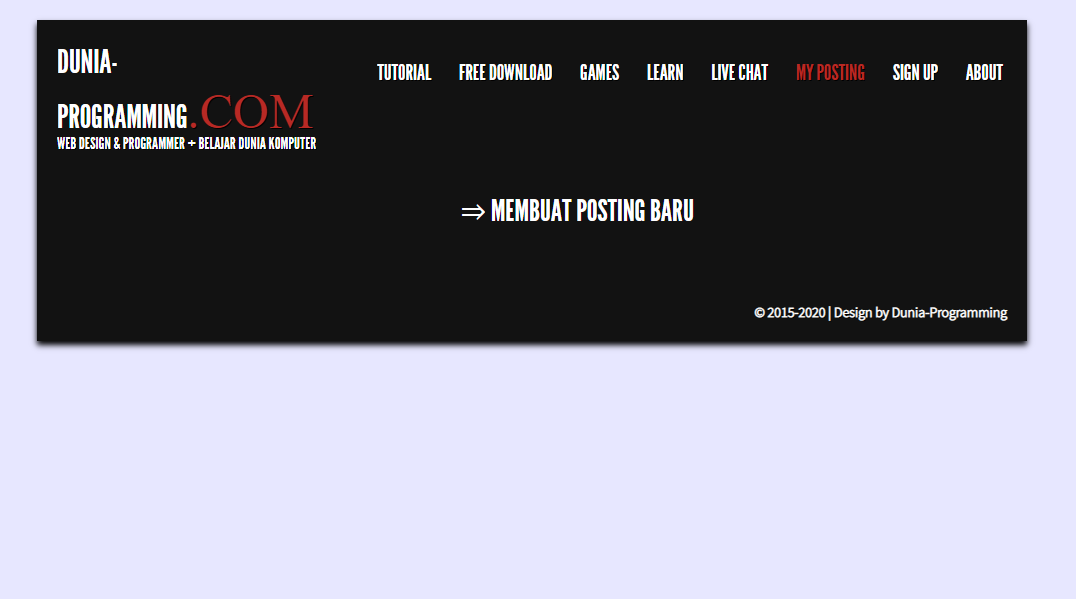 DUNIA-
PROGRAMMING.COM
WEB DESIGN & PROGRAMMER + BELAJAR DUNIA KOMPUTER
TUTORIAL FREE DOWNLOAD GAMES LEARN LIVE CHAT MY POSTING SIGN UP ABOUT
⇒ MEMBUAT POSTING BARU
© 2015-2020 | Design by Dunia-Programming